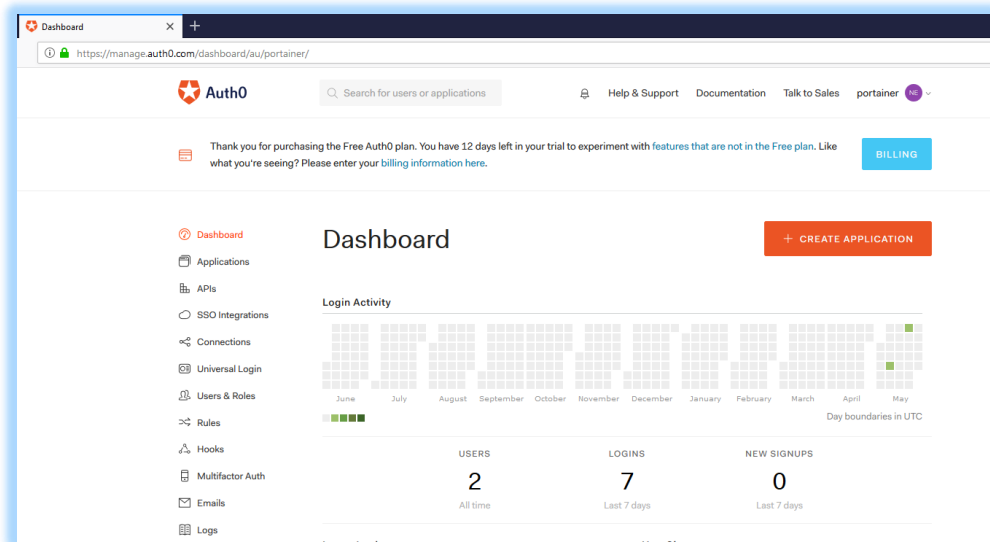 Dashboard
https://manage.auth0.com/dashboard/au/portainer/
Auth0
Search for users or applications
Help & Support
Documentation
Talk to Sales
portainer
NE
Thank you for purchasing the Free Auth0 plan. You have 12 days left in your trial to experiment with features that are not in the Free plan. Like
what you're seeing? Please enter your billing information here.
BILLING
Dashboard
Applications
APIs
SSO Integrations
Connections
Universal Login
Users & Roles
Rules
Hooks
Multifactor Auth
Emails
Logs
Dashboard
+ CREATE APPLICATION
Login Activity
June July August September October November December January February March April May
Day boundaries in UTC
USERS
2
All time
LOGINS
7
Last 7 days
NEW SIGNUPS
0
Last 7 days